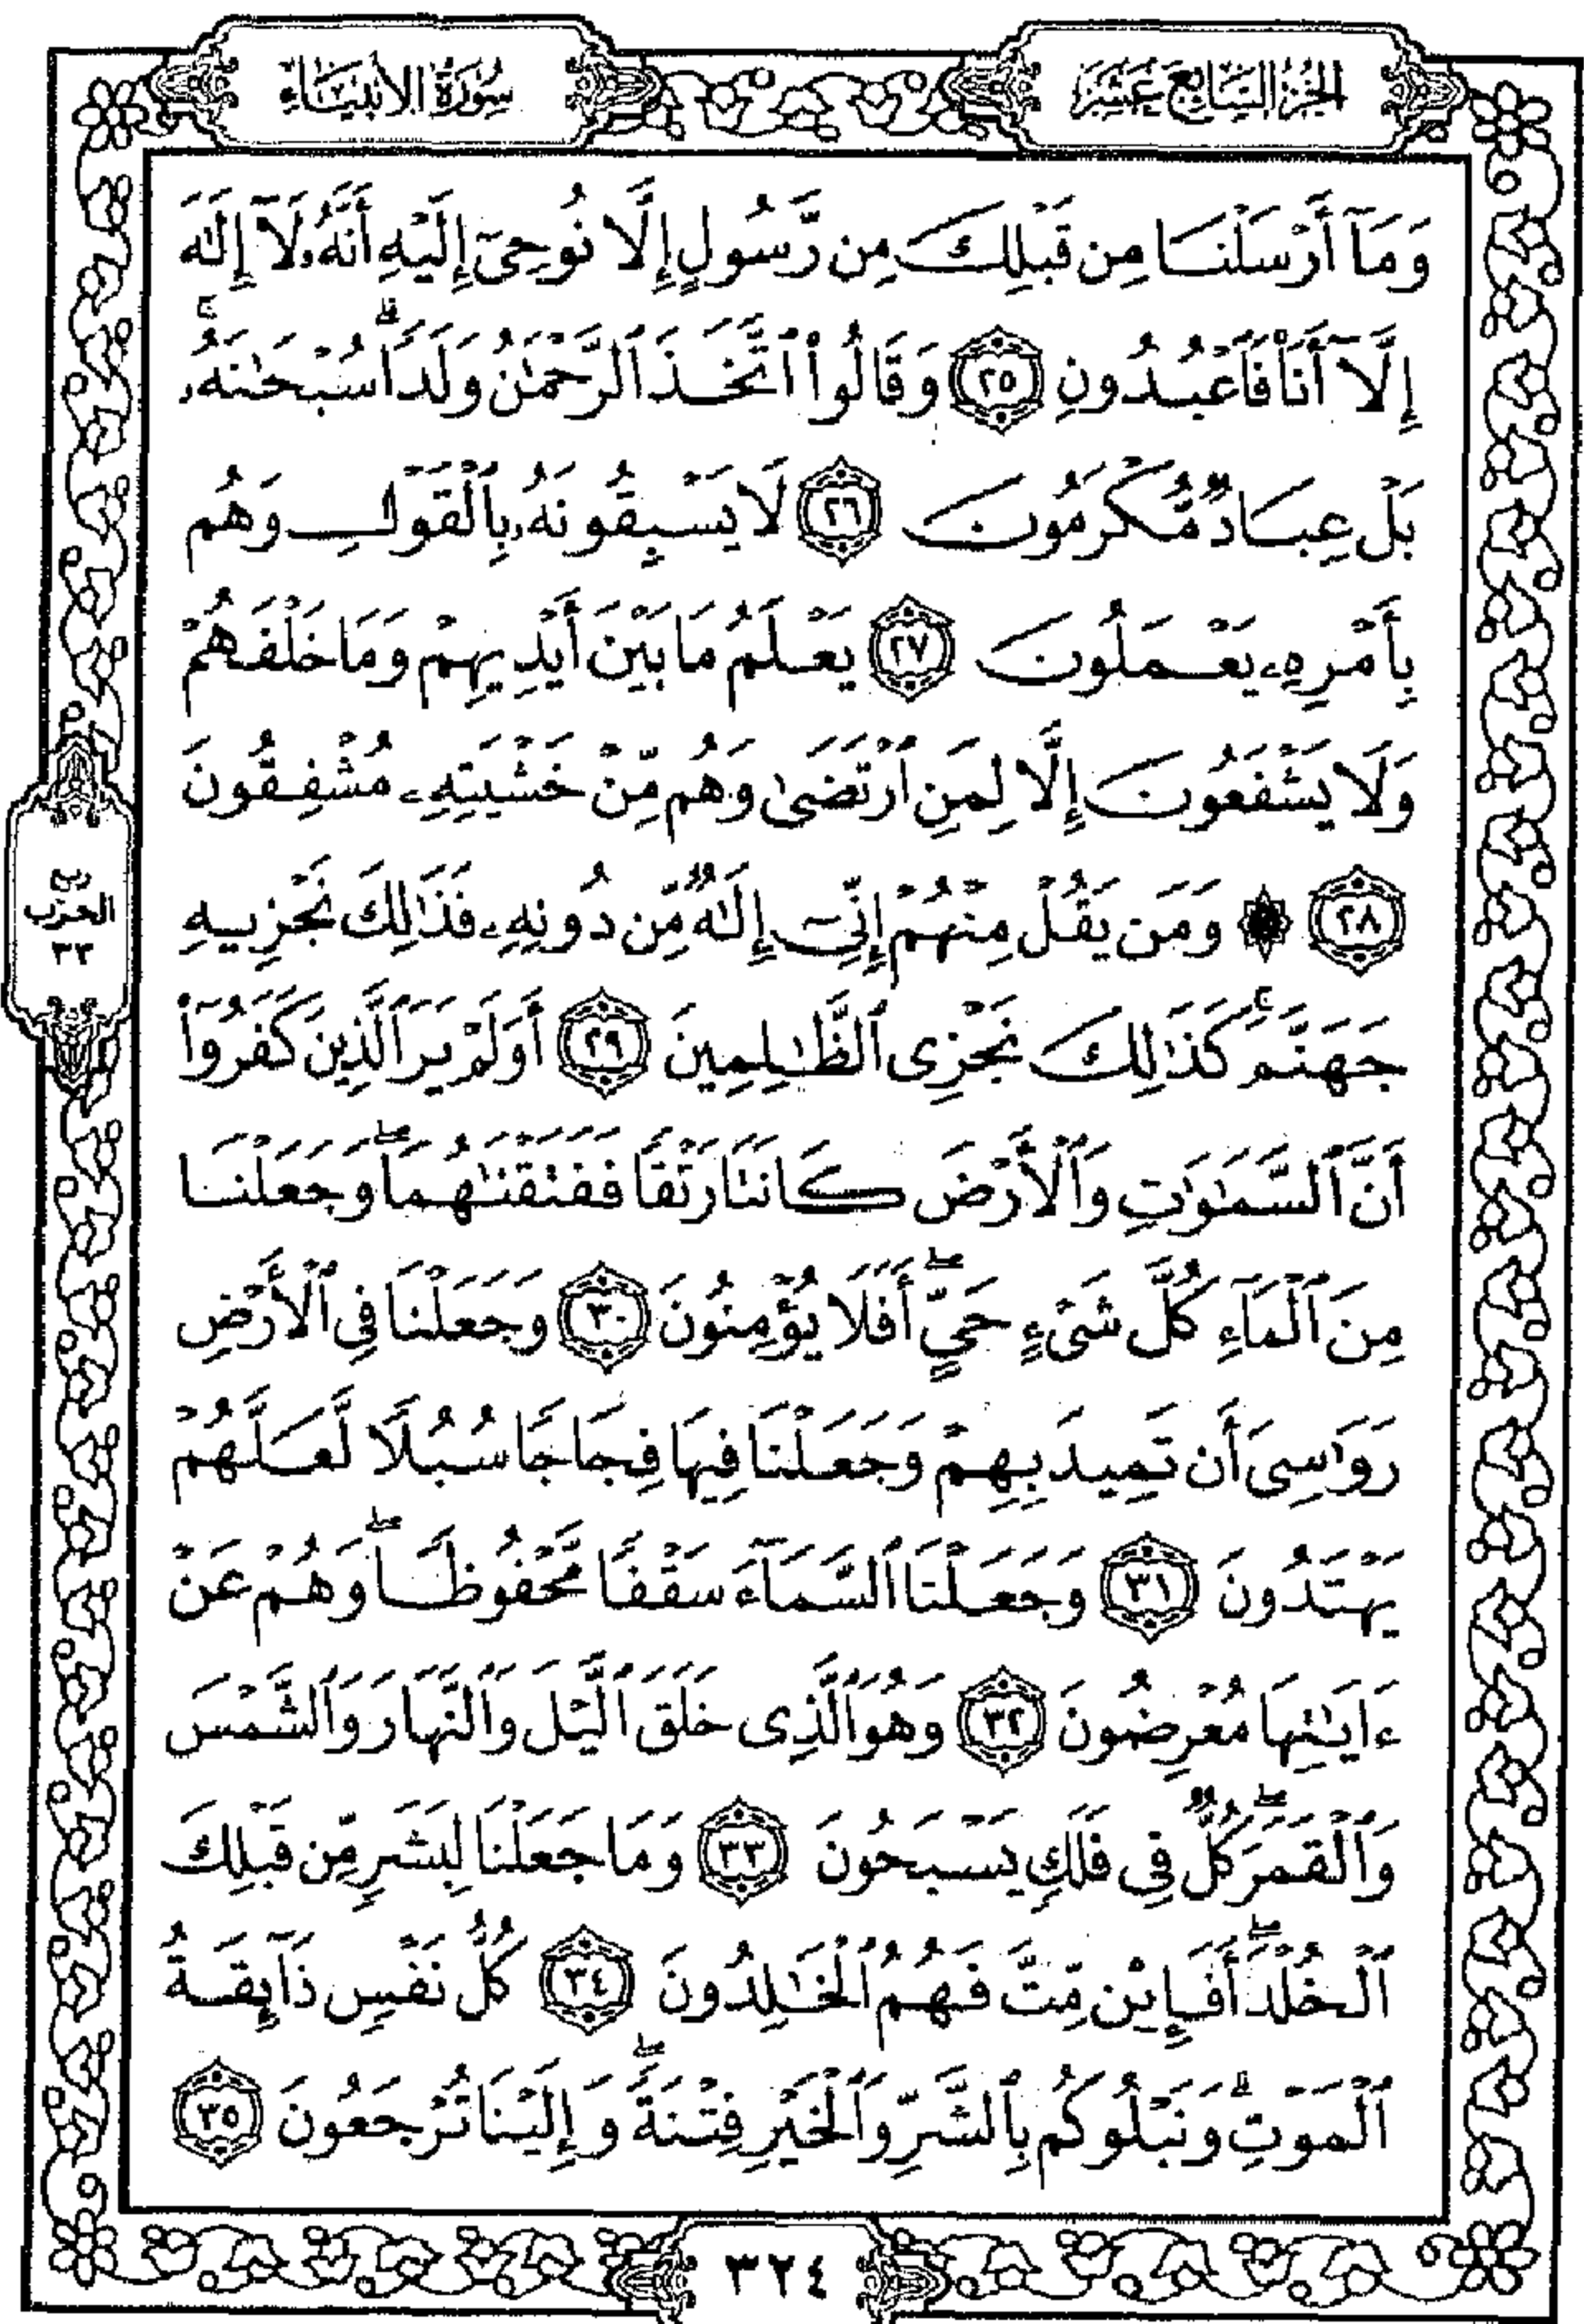 الجزء السابع عشر
سورة الأنبياء
وَمَآ أَرْسَلْنَا مِن قَبْلِكَ مِن رَّسُولٍ إِلَّا نُوحِىٓ إِلَيْهِ أَنَّهُۥ لَآ إِلَٰهَ
إِلَّآ أَنَا۠ فَٱعْبُدُونِ ٢٥ وَقَالُوا۟ ٱتَّخَذَ ٱلرَّحْمَٰنُ وَلَدًا ۗ سُبْحَٰنَهُۥ ۚ
بَلْ عِبَادٌ مُّكْرَمُونَ ٢٦ لَا يَسْبِقُونَهُۥ بِٱلْقَوْلِ وَهُم
بِأَمْرِهِۦ يَعْمَلُونَ ٢٧ يَعْلَمُ مَا بَيْنَ أَيْدِيهِمْ وَمَا خَلْفَهُمْ
وَلَا يَشْفَعُونَ إِلَّا لِمَنِ ٱرْتَضَىٰ وَهُم مِّنْ خَشْيَتِهِۦ مُشْفِقُونَ
٢٨ ۞ وَمَن يَقُلْ مِنْهُمْ إِنِّىٓ إِلَٰهٌ مِّن دُونِهِۦ فَذَٰلِكَ نَجْزِيهِ
جَهَنَّمَ ۚ كَذَٰلِكَ نَجْزِى ٱلظَّٰلِمِينَ ٢٩ أَوَلَمْ يَرَ ٱلَّذِينَ كَفَرُوٓا۟
أَنَّ ٱلسَّمَٰوَٰتِ وَٱلْأَرْضَ كَانَتَا رَتْقًا فَفَتَقْنَٰهُمَا ۖ وَجَعَلْنَا
مِنَ ٱلْمَآءِ كُلَّ شَىْءٍ حَىٍّ ۖ أَفَلَا يُؤْمِنُونَ ٣٠ وَجَعَلْنَا فِى ٱلْأَرْضِ
رَوَٰسِىَ أَن تَمِيدَ بِهِمْ وَجَعَلْنَا فِيهَا فِجَاجًا سُبُلًا لَّعَلَّهُمْ
يَهْتَدُونَ ٣١ وَجَعَلْنَا ٱلسَّمَآءَ سَقْفًا مَّحْفُوظًا ۖ وَهُمْ عَنْ
ءَايَٰتِهَا مُعْرِضُونَ ٣٢ وَهُوَ ٱلَّذِى خَلَقَ ٱلَّيْلَ وَٱلنَّهَارَ وَٱلشَّمْسَ
وَٱلْقَمَرَ ۖ كُلٌّ فِى فَلَكٍ يَسْبَحُونَ ٣٣ وَمَا جَعَلْنَا لِبَشَرٍ مِّن قَبْلِكَ
ٱلْخُلْدَ ۖ أَفَإِي۟ن مِّتَّ فَهُمُ ٱلْخَٰلِدُونَ ٣٤ كُلُّ نَفْسٍ ذَآئِقَةُ
ٱلْمَوْتِ ۗ وَنَبْلُوكُم بِٱلشَّرِّ وَٱلْخَيْرِ فِتْنَةً ۖ وَإِلَيْنَا تُرْجَعُونَ ٣٥
ربع
الحزب
٣٣
٣٢٤